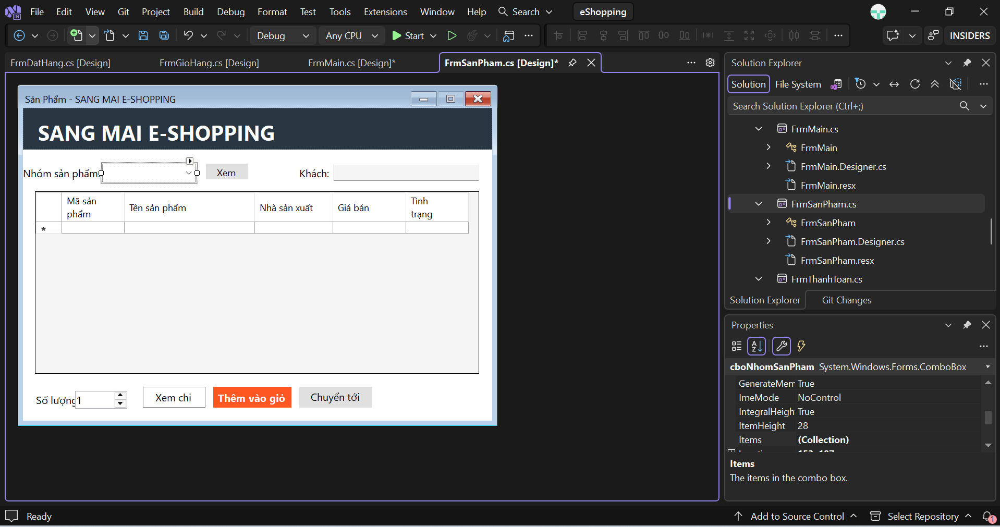 File Edit View Git Project Build Debug Format Test Tools Extensions Window Help Search eShopping
Debug Any CPU Start INSIDERS
FrmDatHang.cs [Design] FrmGioHang.cs [Design] FrmMain.cs [Design]* FrmSanPham.cs [Design]*
Sản Phẩm - SANG MAI E-SHOPPING
SANG MAI E-SHOPPING
Nhóm sản phẩm: Xem Khách:
Mã sản phẩm Tên sản phẩm Nhà sản xuất Giá bán Tình trạng
*
Số lượng 1 Xem chi Thêm vào giỏ Chuyển tới
Solution Explorer
Solution File System
Search Solution Explorer (Ctrl+;)
FrmMain.cs
FrmMain
FrmMain.Designer.cs
FrmMain.resx
FrmSanPham.cs
FrmSanPham
FrmSanPham.Designer.cs
FrmSanPham.resx
FrmThanhToan.cs
Solution Explorer Git Changes
Properties
cboNhomSanPham System.Windows.Forms.ComboBox
GenerateMem True
ImeMode NoControl
IntegralHeigh True
ItemHeight 28
Items (Collection)
Items
The items in the combo box.
Ready Add to Source Control Select Repository 1